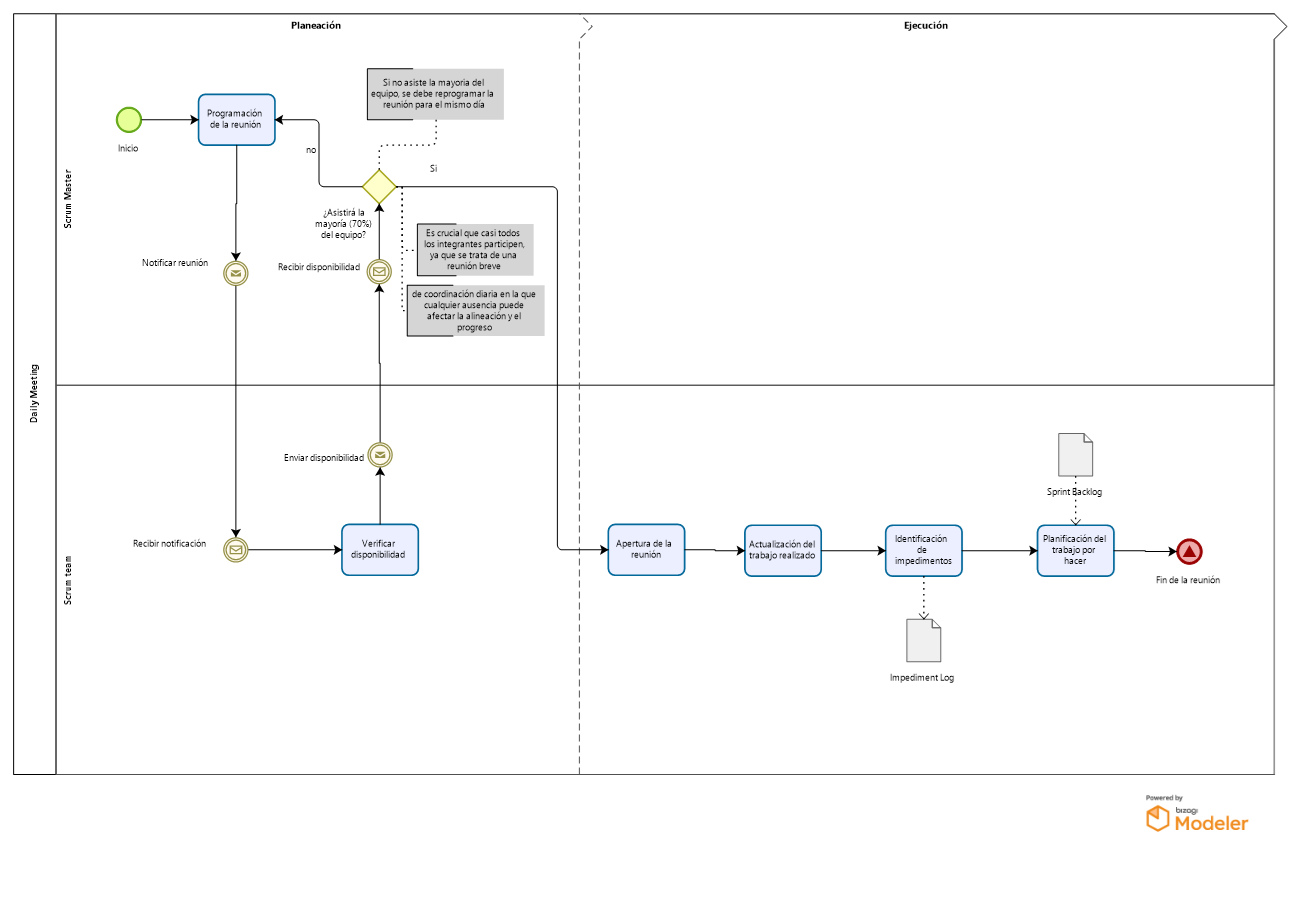 Planeación
Ejecución
Daily Meeting
Scrum Master
Si no asiste la mayoria del
equipo, se debe reprogramar la
reunión para el mismo día
Programación
de la reunión
Inicio
no
Si
¿Asistirá la
mayoría (70%)
del equipo?
Es crucial que casi todos
los integrantes participen,
ya que se trata de una
reunión breve
Notificar reunión
Recibir disponibilidad
de coordinación diaria en la que
cualquier ausencia puede
afectar la alineación y el
progreso
Scrum team
Enviar disponibilidad
Sprint Backlog
Recibir notificación
Verificar
disponibilidad
Apertura de la
reunión
Actualización del
trabajo realizado
Identificación
de
impedimentos
Planificación del
trabajo por
hacer
Fin de la reunión
Impediment Log
Powered by
bizagi
Modeler